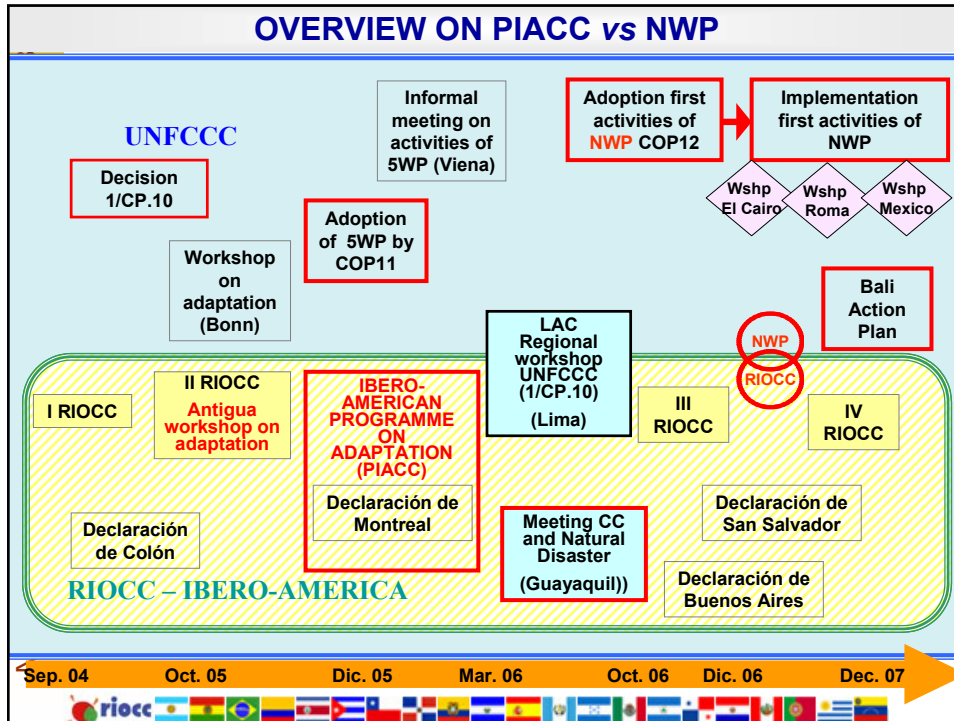 OVERVIEW ON PIACC vs NWP
UNFCCC
Decision
1/CP.10
Workshop
on
adaptation
(Bonn)
Informal
meeting on
activities of
5WP (Viena)
Adoption
of 5WP by
COP11
Adoption first
activities of
NWP COP12
Implementation
first activities of
NWP
Wshp
El Cairo
Wshp
Roma
Wshp
Mexico
Bali
Action
Plan
LAC
Regional
workshop
UNFCCC
(1/CP.10)
(Lima)
NWP
RIOCC
I RIOCC
II RIOCC
Antigua
workshop on
adaptation
IBERO-
AMERICAN
PROGRAMME
ON
ADAPTATION
(PIACC)
Declaración de
Montreal
III
RIOCC
IV
RIOCC
Declaración
de Colón
Meeting CC
and Natural
Disaster
(Guayaquil))
Declaración de
San Salvador
Declaración de
Buenos Aires
RIOCC – IBERO-AMERICA
Sep. 04 Oct. 05 Dic. 05 Mar. 06 Oct. 06 Dic. 06 Dec. 07
riocc